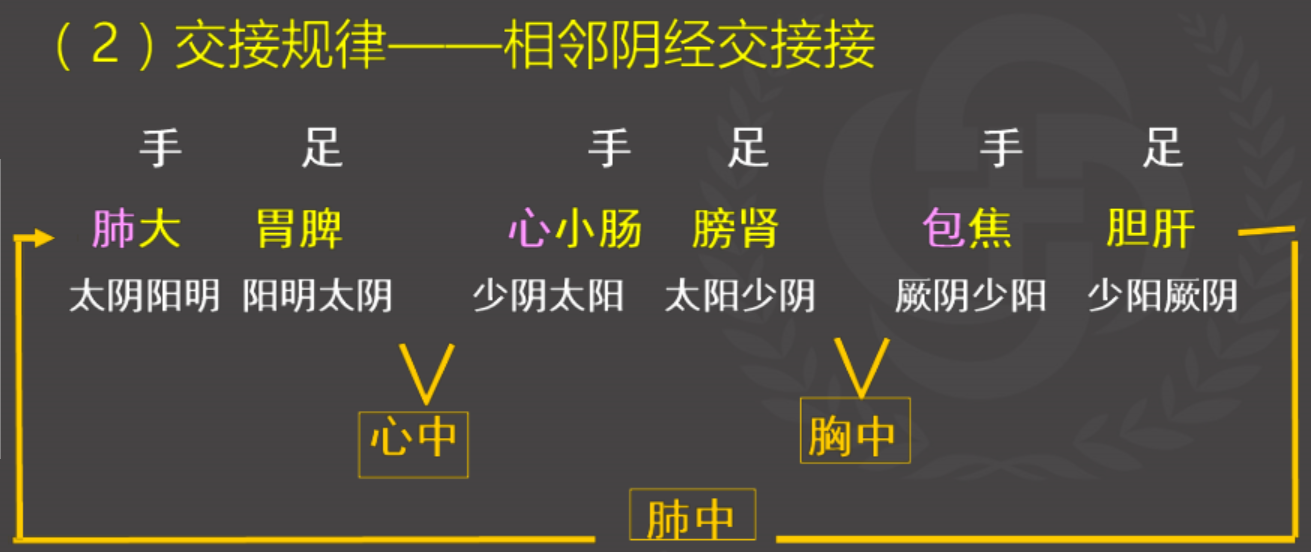 （2）交接规律——相邻阴经交接接
手 足 手 足 手 足
肺大 胃脾 心小肠 膀肾 包焦 胆肝
太阴阳明 阳明太阴 少阴太阳 太阳少阴 厥阴少阳 少阳厥阴
心中 胸中
肺中